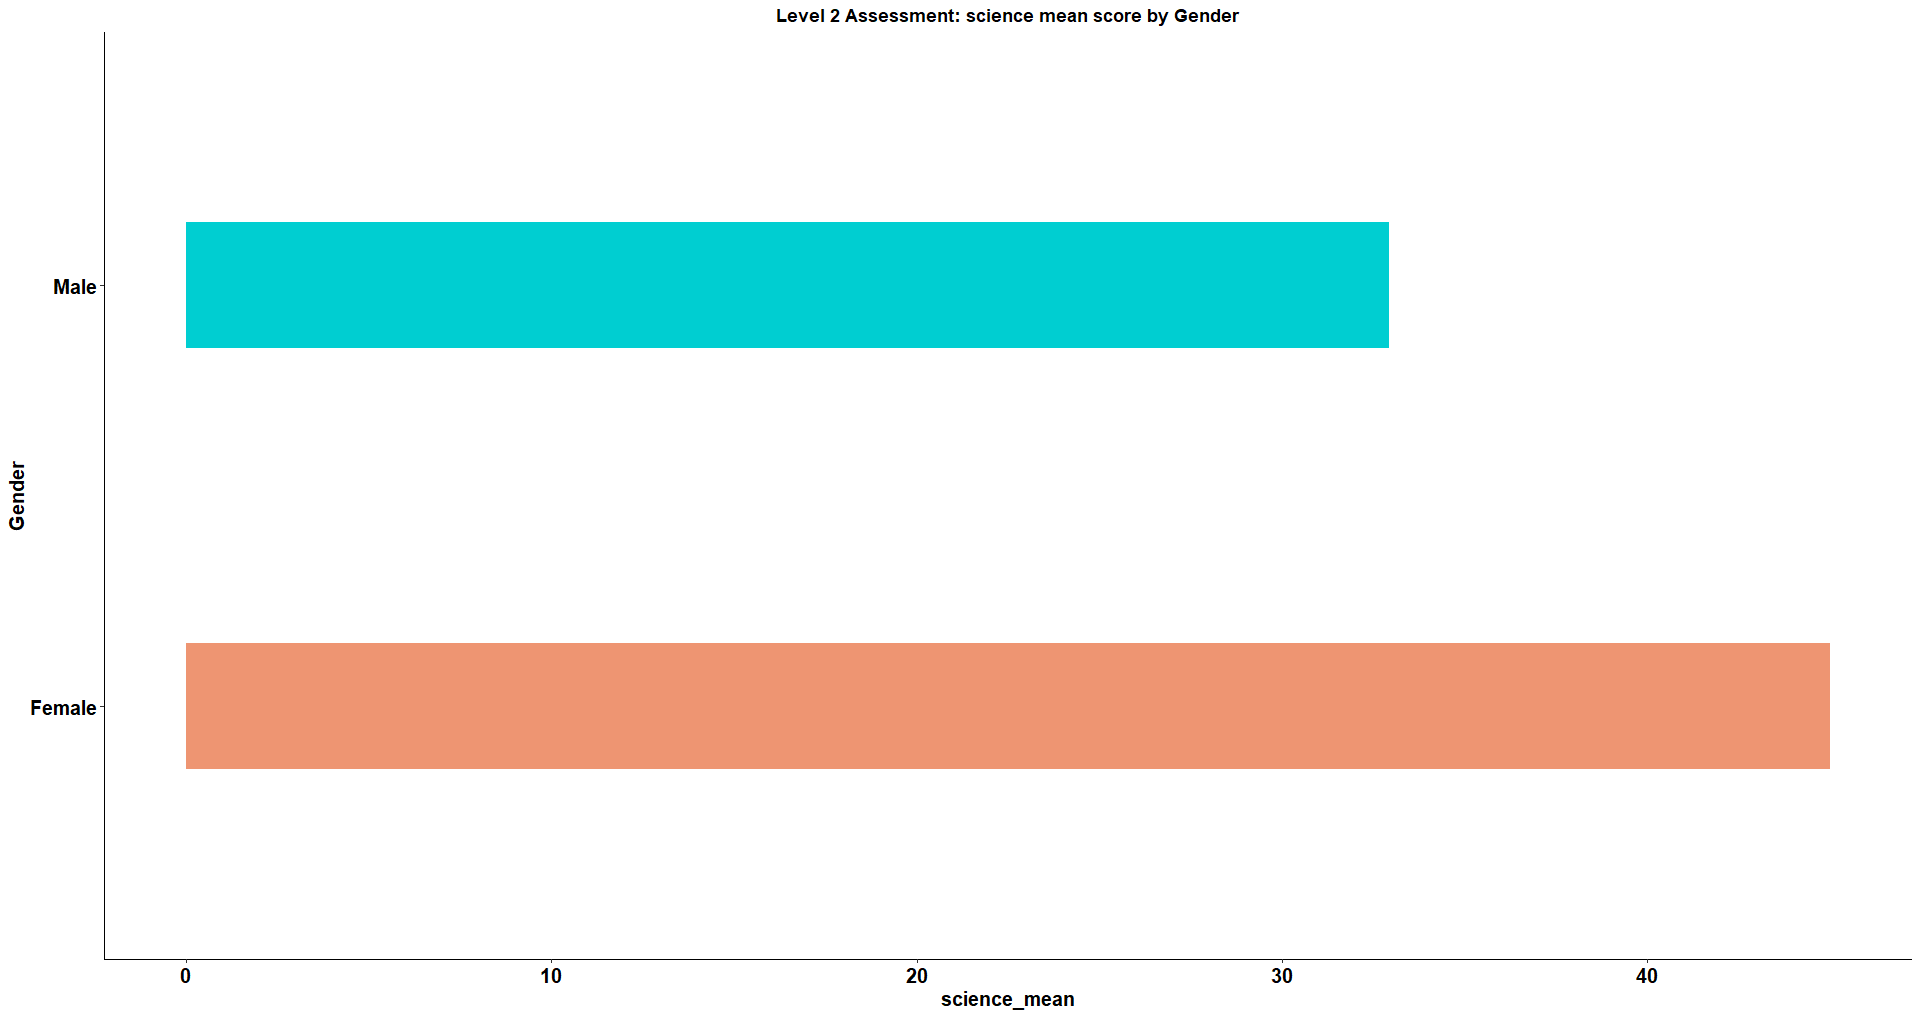 Level 2 Assessment: science mean score by Gender
Male
Gender
Female
0 10 20 30 40
science_mean